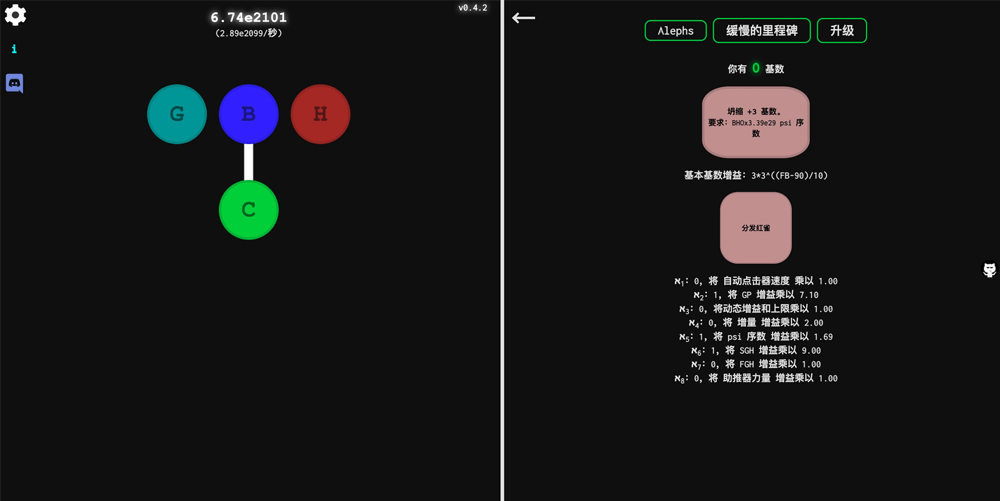 6.74e2101
(2.89e2099/秒)
v0.4.2
i
G
B
H
C
Alephs
缓慢的里程碑
升级
你有 0 基数
坍缩 +3 基数。
要求: BHOx3.39e29 psi 序
数
基本基数增益: 3*3^((FB-90)/10)
分发红雀
ℵ₁: 0, 将 自动点击器速度 乘以 1.00
ℵ₂: 1, 将 GP 增益乘以 7.10
ℵ₃: 0, 将动态增益和上限乘以 1.00
ℵ₄: 0, 将 增量 增益乘以 2.00
ℵ₅: 1, 将 psi 序数 增益乘以 1.69
ℵ₆: 1, 将 SGH 增益乘以 9.00
ℵ₇: 0, 将 FGH 增益乘以 1.00
ℵ₈: 0, 将 助推器力量 增益乘以 1.00